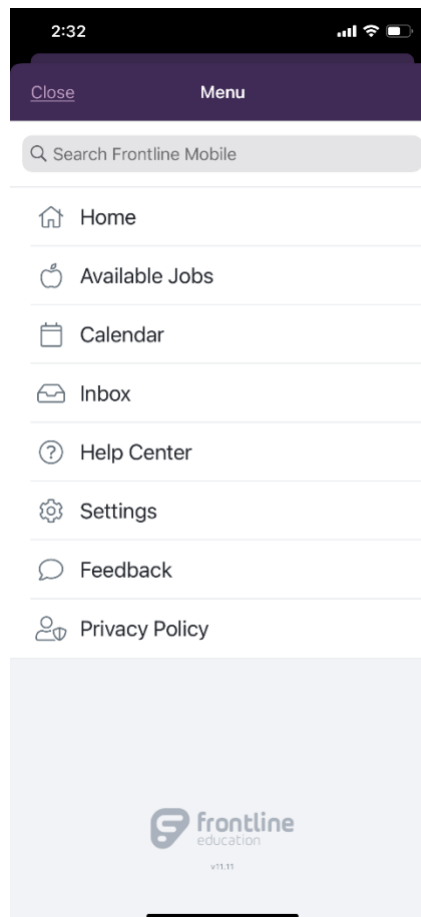 2:32
Close Menu
Search Frontline Mobile
Home
Available Jobs
Calendar
Inbox
? Help Center
Settings
Feedback
Privacy Policy
frontline
education
v11.11